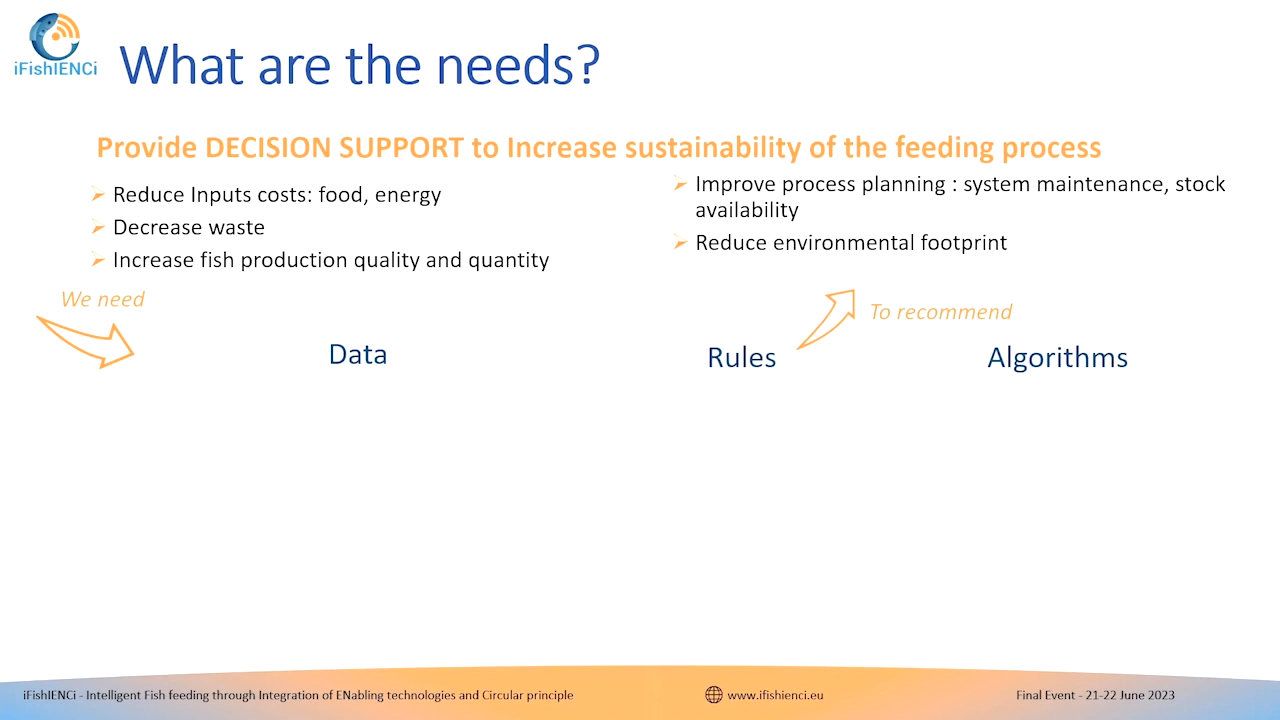 iFishIENCi
What are the needs?
Provide DECISION SUPPORT to Increase sustainability of the feeding process
Reduce Inputs costs: food, energy
Decrease waste
Increase fish production quality and quantity
Improve process planning : system maintenance, stock
availability
Reduce environmental footprint
We need
To recommend
Data
Rules
Algorithms
iFishIENCi - Intelligent Fish feeding through Integration of ENabling technologies and Circular principle
www.ifishienci.eu
Final Event - 21-22 June 2023